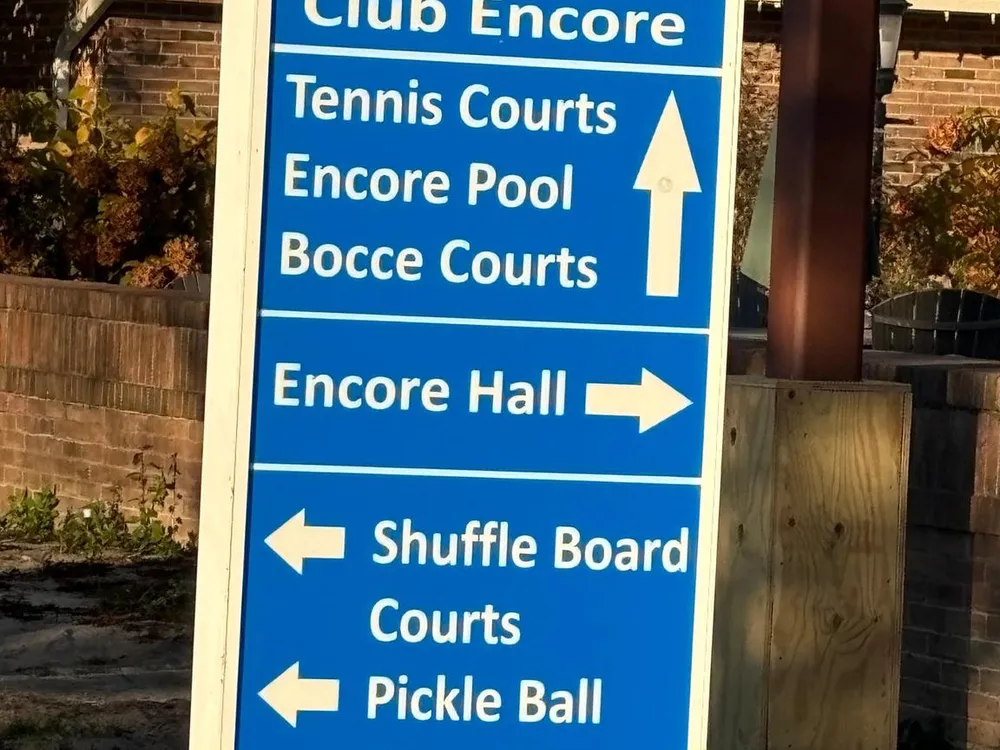 Club Encore
Tennis Courts
Encore Pool
Bocce Courts
Encore Hall
Shuffle Board
Courts
Pickle Ball